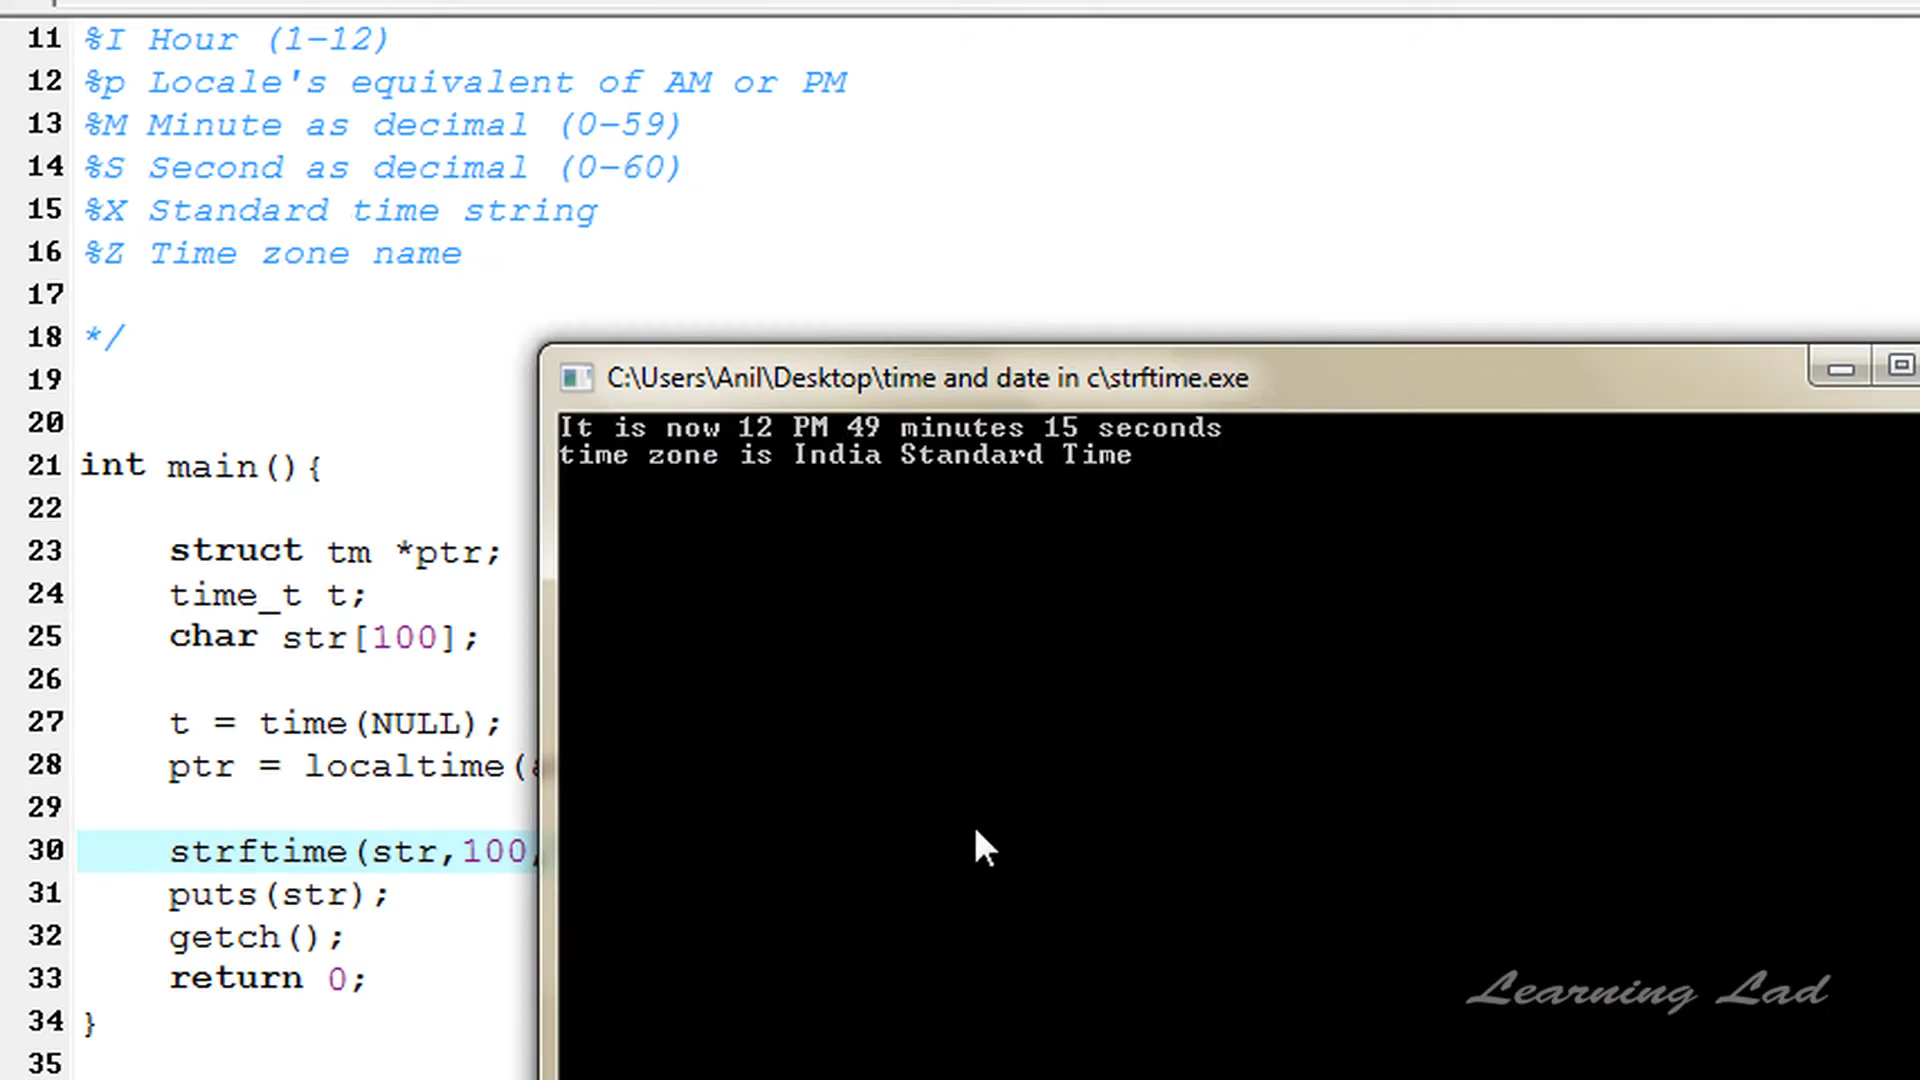 11 %I Hour (1-12)
12 %p Locale's equivalent of AM or PM
13 %M Minute as decimal (0-59)
14 %S Second as decimal (0-60)
15 %X Standard time string
16 %Z Time zone name
17
18 */
19
20
21 int main(){
22
23 struct tm *ptr;
24 time_t t;
25 char str[100];
26
27 t = time(NULL);
28 ptr = localtime(
29
30 strftime(str,100,
31 puts(str);
32 getch();
33 return 0;
34 }
35
C:\Users\Anil\Desktop\time and date in c\strftime.exe
It is now 12 PM 49 minutes 15 seconds
time zone is India Standard Time
Learning Lad